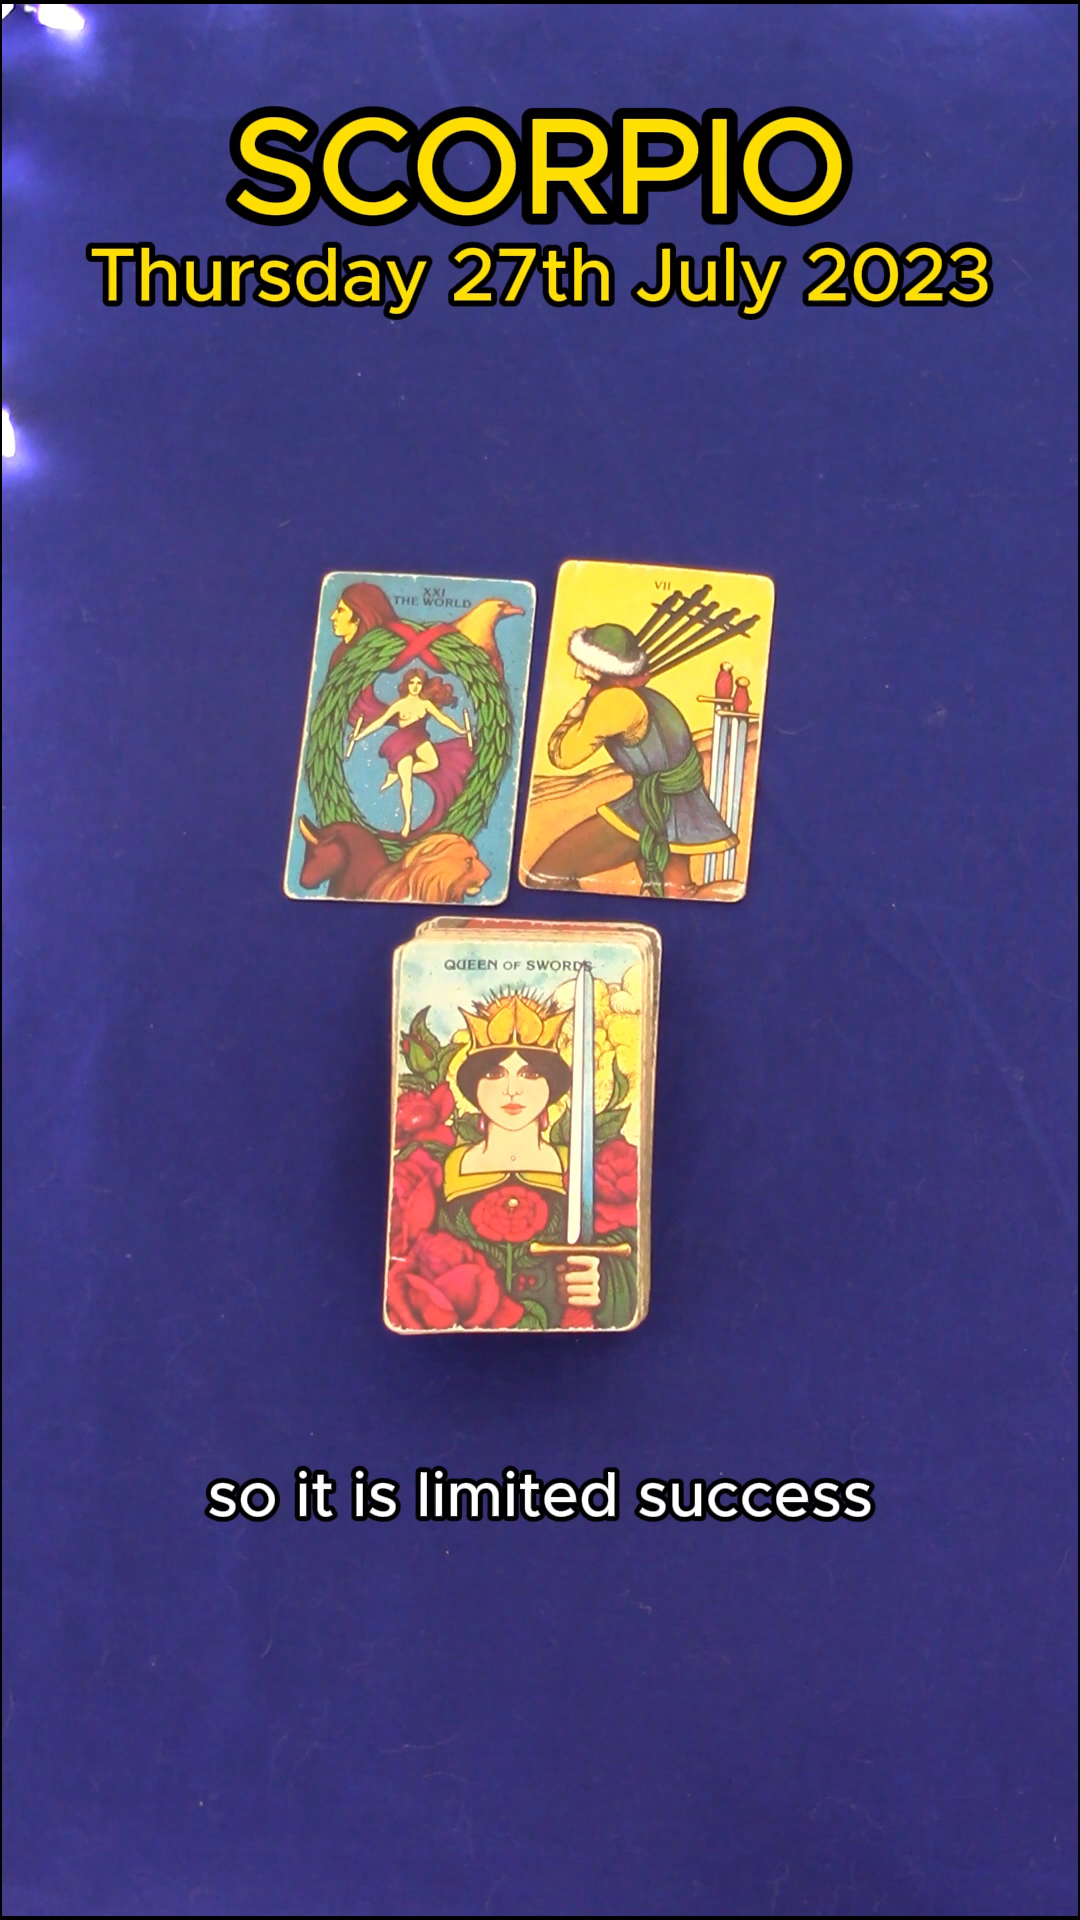 SCORPIO
Thursday 27th July 2023
XXI
THE WORLD
VII
QUEEN OF SWORDS
so it is limited success